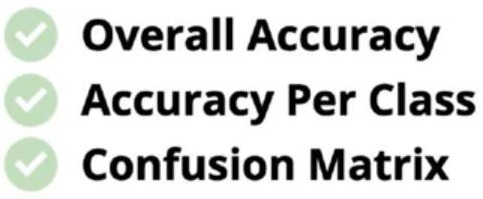 Overall Accuracy
Accuracy Per Class
Confusion Matrix